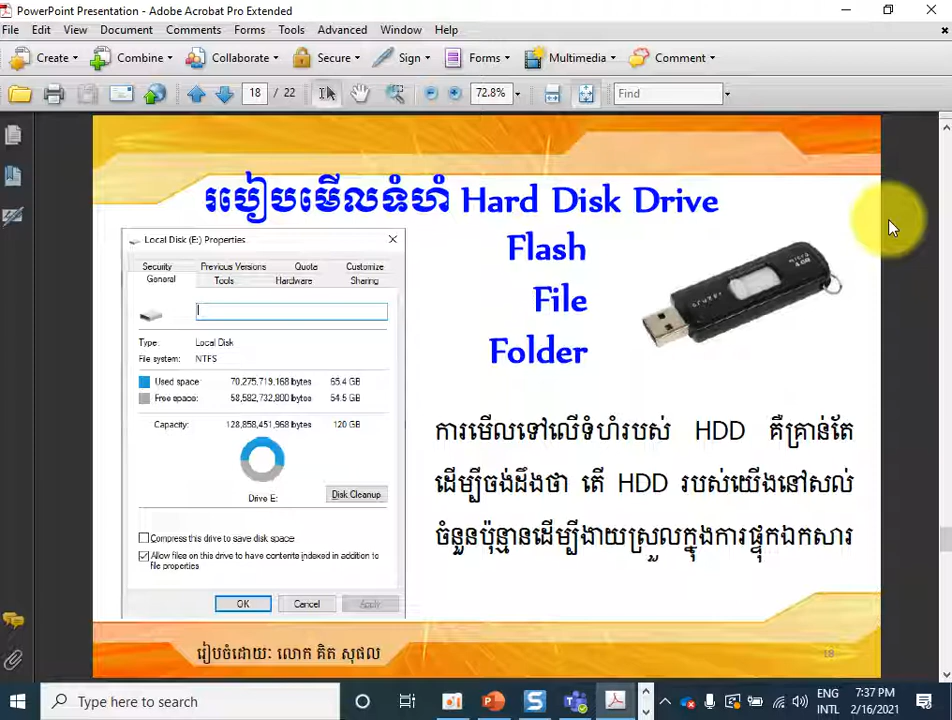 PowerPoint Presentation - Adobe Acrobat Pro Extended
File Edit View Document Comments Forms Tools Advanced Window Help
Create Combine Collaborate Secure Sign Forms Multimedia Comment
18 / 22 72.8% Find
របៀបមើលទំហំ Hard Disk Drive
Flash
File
Folder
Local Disk (E:) Properties
Security Previous Versions Quota Customize
General Tools Hardware Sharing
Type: Local Disk
File system: NTFS
Used space: 70,275,719,168 bytes 65.4 GB
Free space: 58,582,732,800 bytes 54.5 GB
Capacity: 128,858,451,968 bytes 120 GB
Drive E:
Disk Cleanup
Compress this drive to save disk space
Allow files on this drive to have contents indexed in addition to
file properties
OK Cancel Apply
ការមើលទៅលើទំហំរបស់ HDD គឺគ្រាន់តែ
ដើម្បីចង់ដឹងថា តើ HDD របស់យើងនៅសល់
ចំនួនប៉ុន្មានដើម្បីងាយស្រួលក្នុងការផ្ទុកឯកសារ
រៀបចំដោយ: លោក គិត សុផល
18
Type here to search
ENG
INTL
7:37 PM
2/16/2021